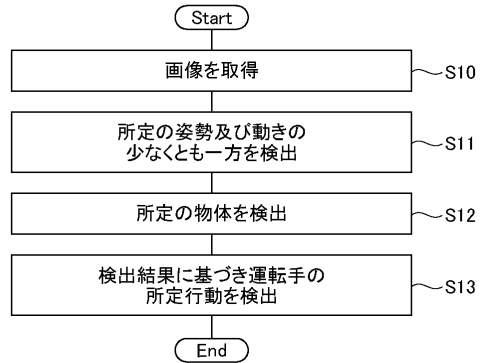 Start
画像を取得
S10
所定の姿勢及び動きの
少なくとも一方を検出
S11
所定の物体を検出
S12
検出結果に基づき運転手の
所定行動を検出
S13
End